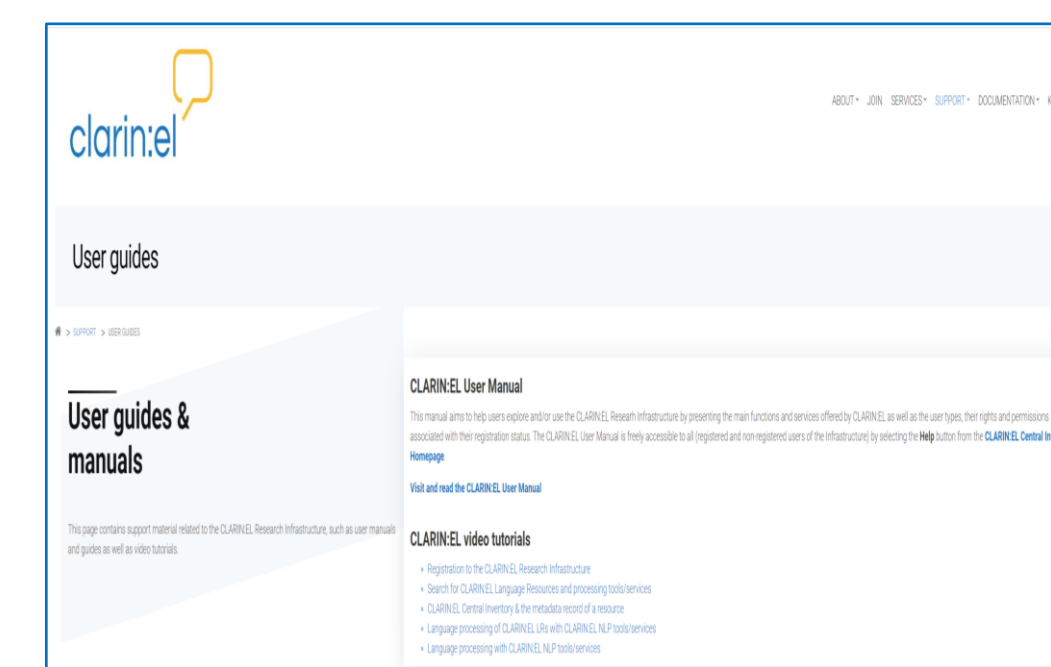 clarin:el
ABOUT JOIN SERVICES SUPPORT DOCUMENTATION K
User guides
> SUPPORT > USER GUIDES
User guides &
manuals
This page contains support material related to the CLARIN:EL Research Infrastructure, such as user manuals
and guides as well as video tutorials.
CLARIN:EL User Manual
This manual aims to help users explore and/or use the CLARIN:EL Researh Infrastructure by presenting the main functions and services offered by CLARIN:EL as well as the user types, their rights and permissions
associated with their registration status. The CLARIN:EL User Manual is freely accessible to all (registered and non-registered users of the Infrastructure) by selecting the Help button from the CLARIN:EL Central In
Homepage.
Visit and read the CLARIN:EL User Manual
CLARIN:EL video tutorials
Registration to the CLARIN:EL Research Infrastructure
Search for CLARIN:EL Language Resources and processing tools/services
CLARIN:EL Central Inventory & the metadata record of a resource
Language processing of CLARIN:EL LRs with CLARIN:EL NLP tools/services
Language processing with CLARIN:EL NLP tools/services